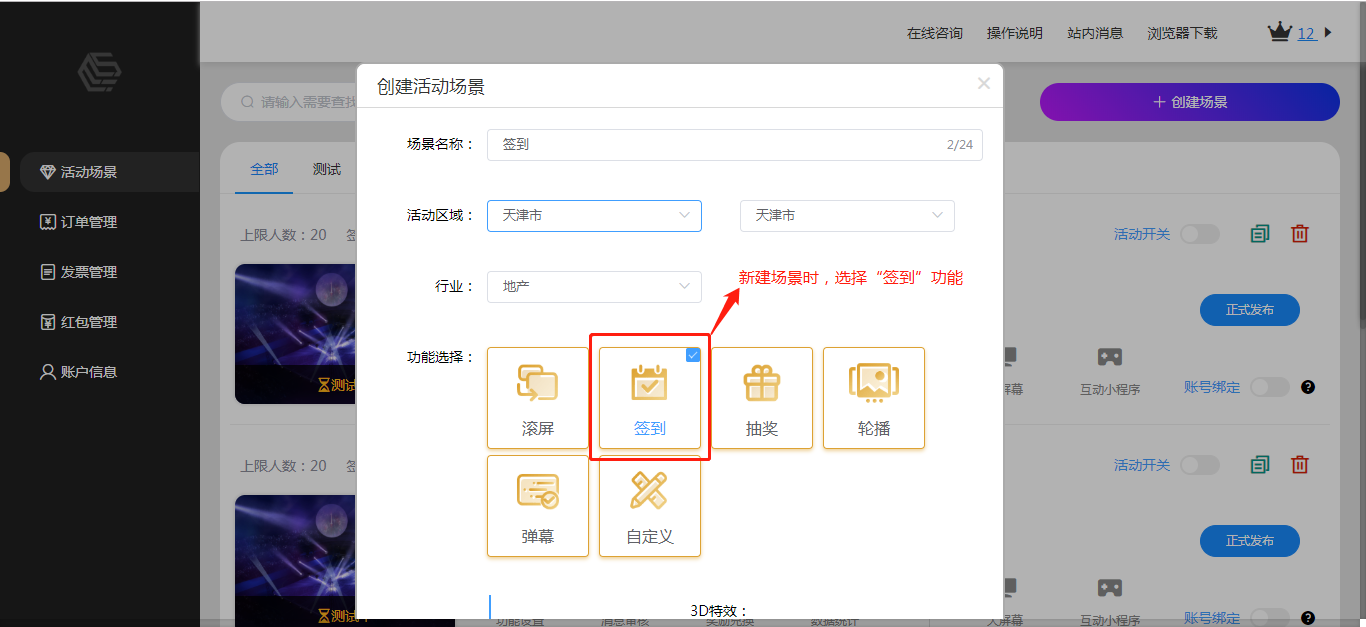 在线咨询 操作说明 站内消息 浏览器下载 12
创建活动场景
请输入需要查找
创建场景
场景名称： 签到 2/24
活动场景
全部 测试
订单管理
活动区域： 天津市 天津市
上限人数：20 签
活动开关
发票管理
行业： 地产
新建场景时，选择“签到”功能
正式发布
红包管理
功能选择：
账户信息
测试
屏幕 互动小程序 账号绑定
滚屏 签到 抽奖 轮播
上限人数：20 签
活动开关
弹幕 自定义
正式发布
3D特效：
测试
功能设置 消息审核 奖励兑换 数据统计 大屏幕 互动小程序 账号绑定